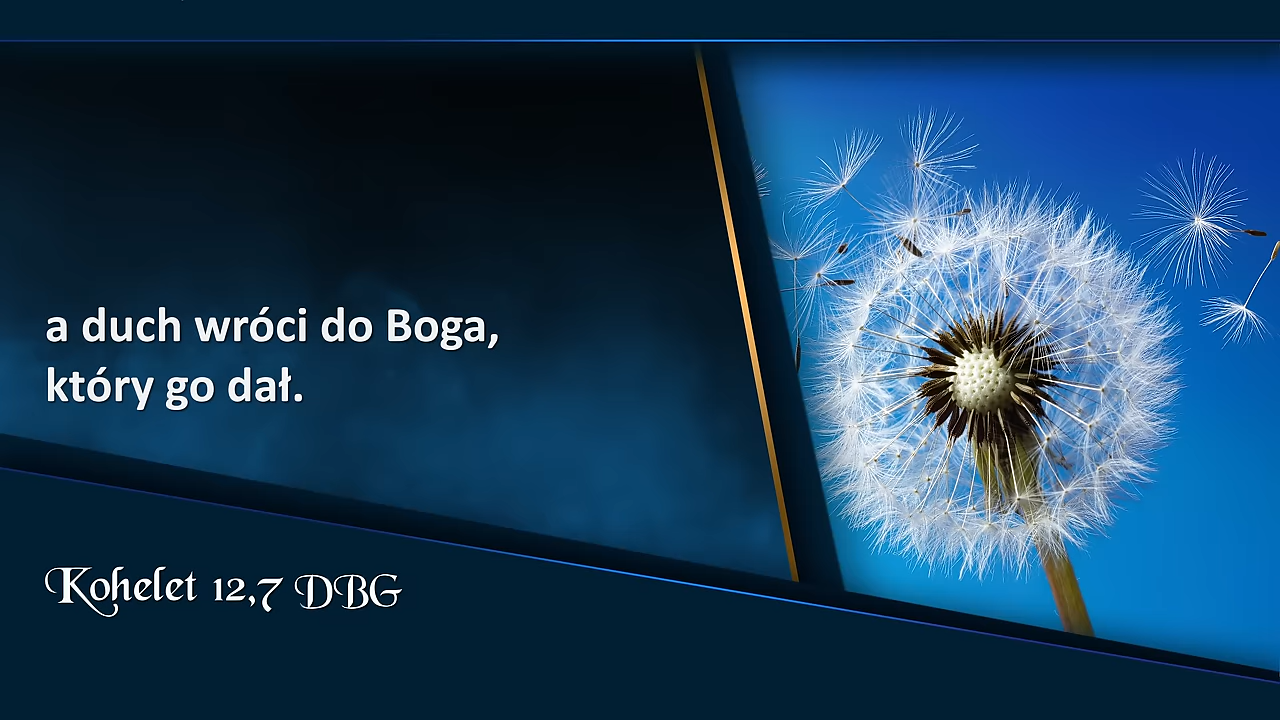 a duch wróci do Boga,
który go dał.
Kohelet 12,7 DBG